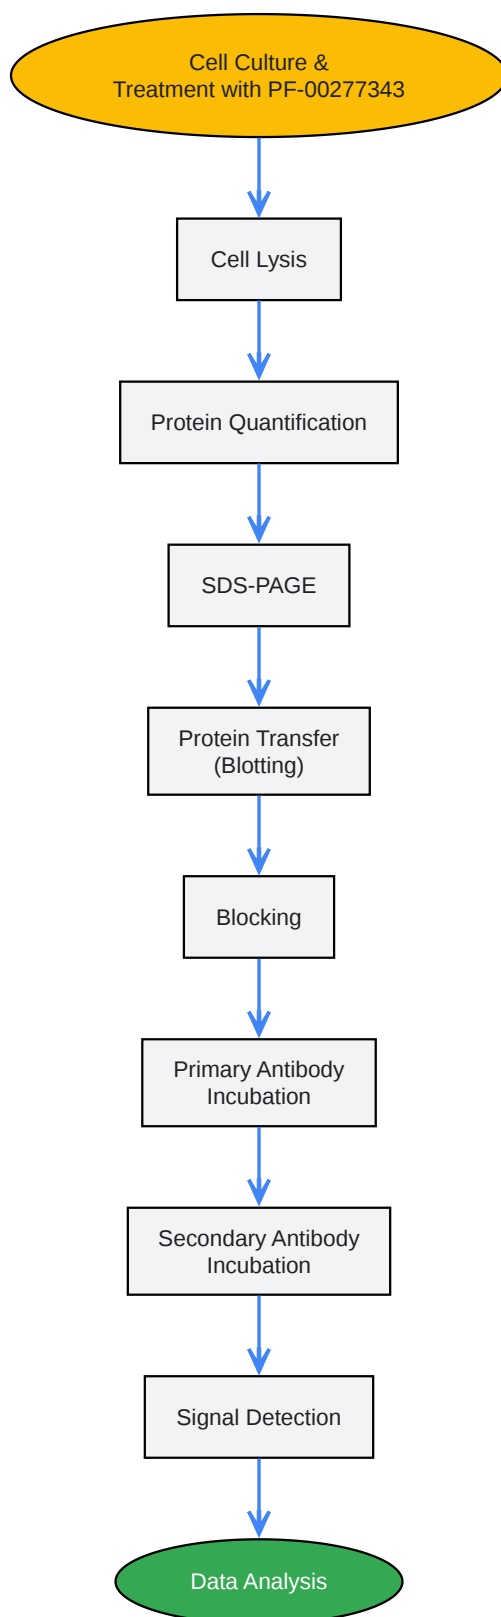 Cell Culture &
Treatment with PF-00277343
Cell Lysis
Protein Quantification
SDS-PAGE
Protein Transfer
(Blotting)
Blocking
Primary Antibody
Incubation
Secondary Antibody
Incubation
Signal Detection
Data Analysis